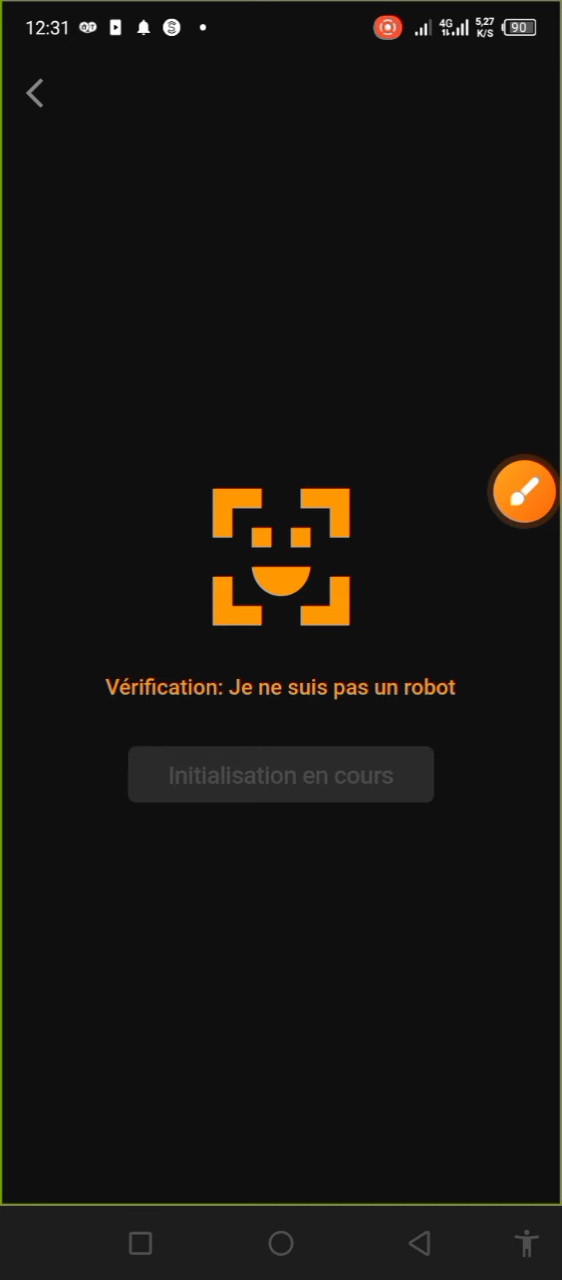 12:31 4G 5,27 K/S 90
Vérification: Je ne suis pas un robot
Initialisation en cours